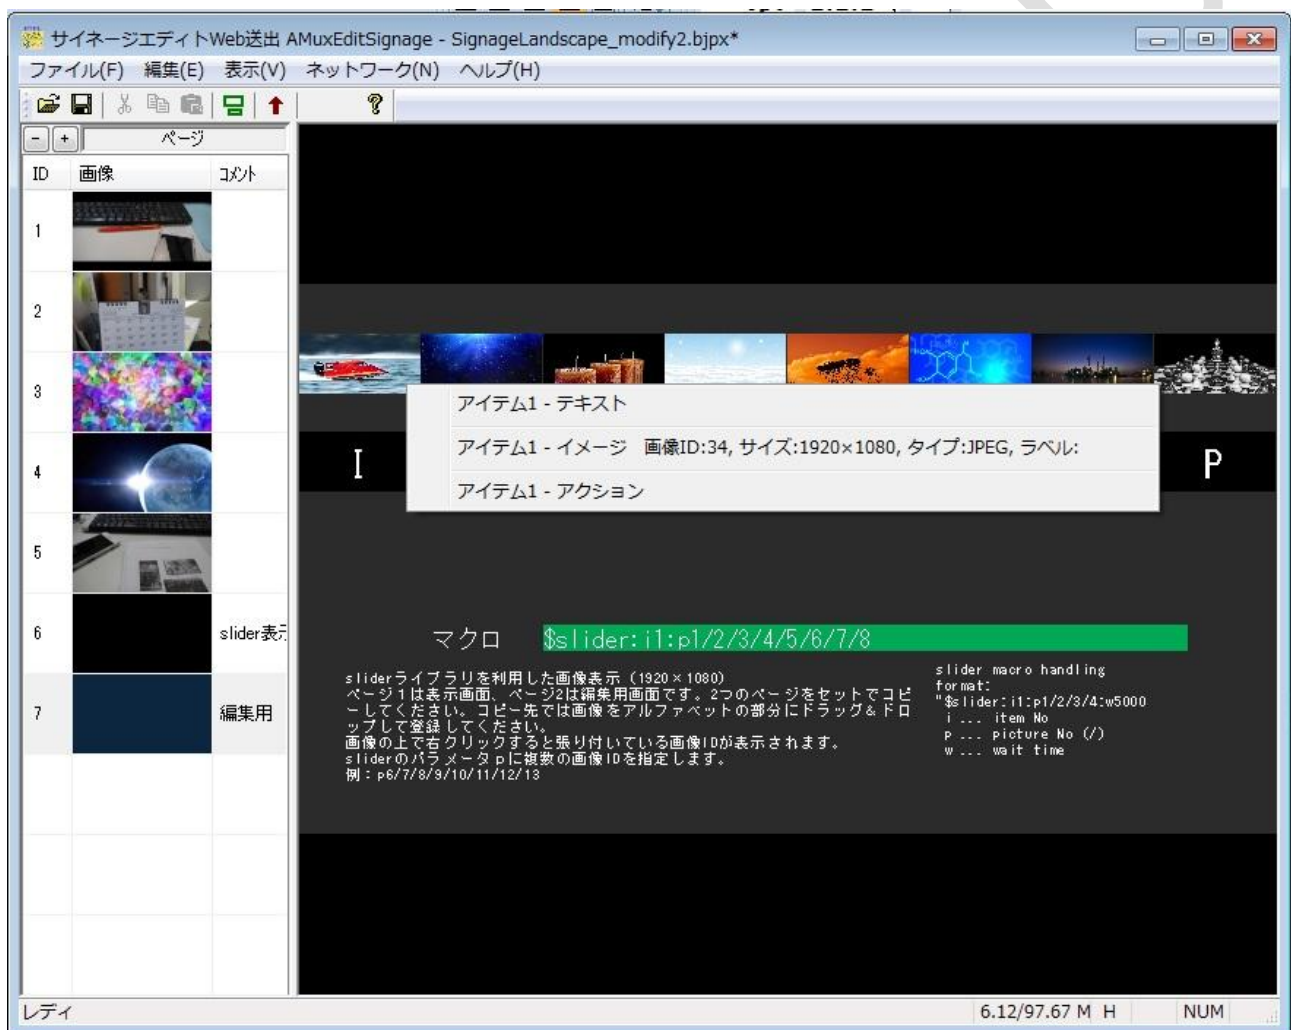 サイネージエディトWeb送出 AMuxEditSignage - SignageLandscape_modify2.bjpx*
ファイル(F) 編集(E) 表示(V) ネットワーク(N) ヘルプ(H)
- + ページ
ID 画像 コメント
1
2
3
4
5
6 slider表示
7 編集用
アイテム1 - テキスト
アイテム1 - イメージ 画像ID:34, サイズ:1920×1080, タイプ:JPEG, ラベル:
アイテム1 - アクション
I P
マクロ $slider:i1:p1/2/3/4/5/6/7/8
sliderライブラリを利用した画像表示（1920×1080）
ページ１は表示画面、ページ2は編集用画面です。2つのページをセットでコピ
ーしてください。コピー先では画像をアルファベットの部分にドラッグ&ドロ
ップして登録してください。
画像の上で右クリックすると張り付いている画像IDが表示されます。
sliderのパラメータpに複数の画像IDを指定します。
例：p6/7/8/9/10/11/12/13
slider macro handling
format:
"$slider:i1:p1/2/3/4:w5000
i ... item No
p ... picture No (/)
w ... wait time
レディ
6.12/97.67 M H NUM